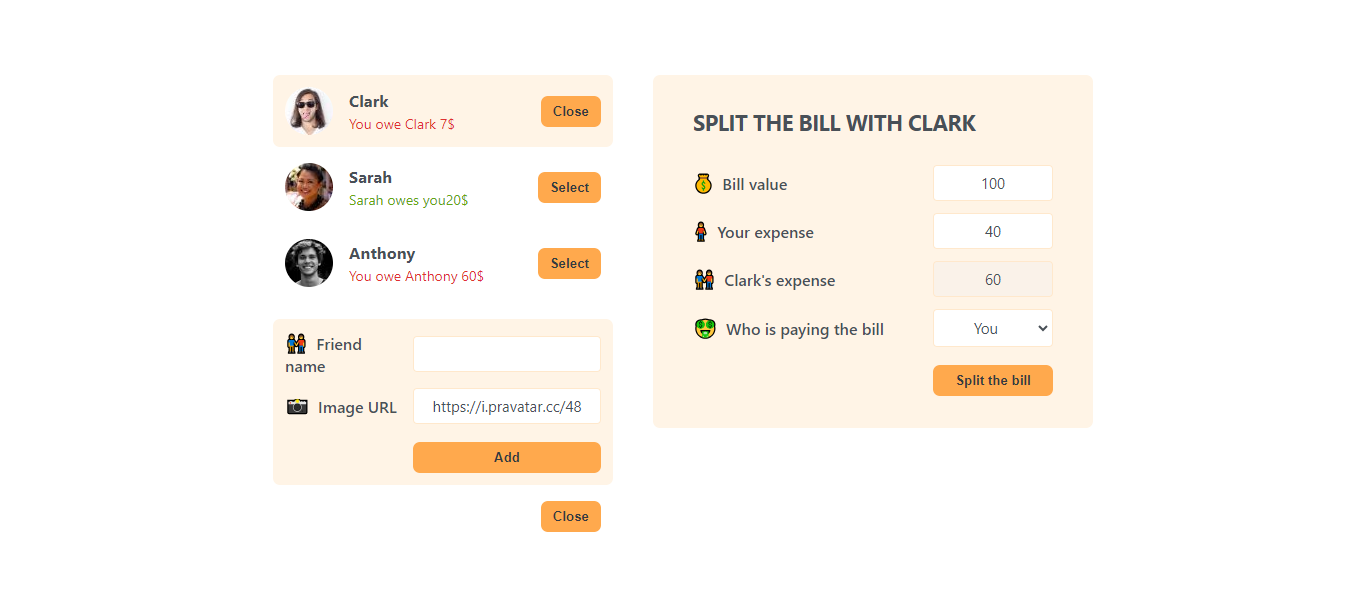 Clark
You owe Clark 7$
Close
Sarah
Sarah owes you20$
Select
Anthony
You owe Anthony 60$
Select
Friend
name
Image URL
https://i.pravatar.cc/48
Add
Close
SPLIT THE BILL WITH CLARK
Bill value
100
Your expense
40
Clark's expense
60
Who is paying the bill
You
Split the bill